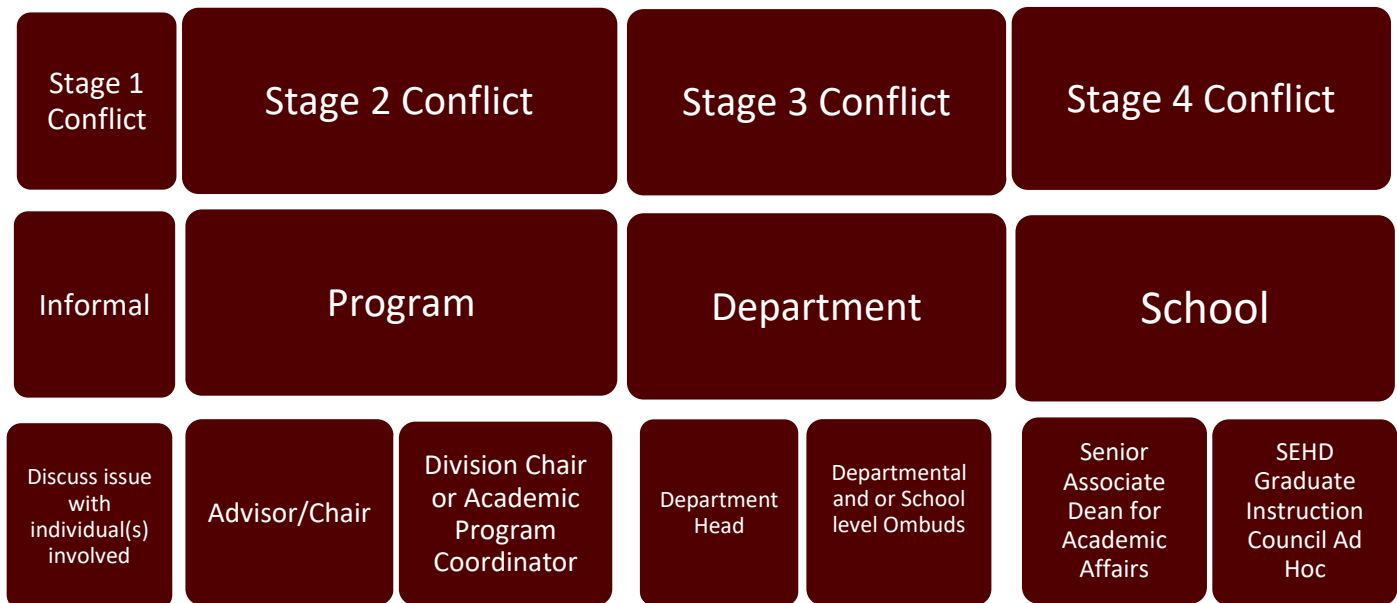 Stage 1
Conflict
Stage 2 Conflict
Stage 3 Conflict
Stage 4 Conflict
Informal
Program
Department
School
Discuss issue
with
individual(s)
involved
Advisor/Chair
Division Chair
or Academic
Program
Coordinator
Department
Head
Departmental
and or School
level Ombuds
Senior
Associate
Dean for
Academic
Affairs
SEHD
Graduate
Instruction
Council Ad
Hoc